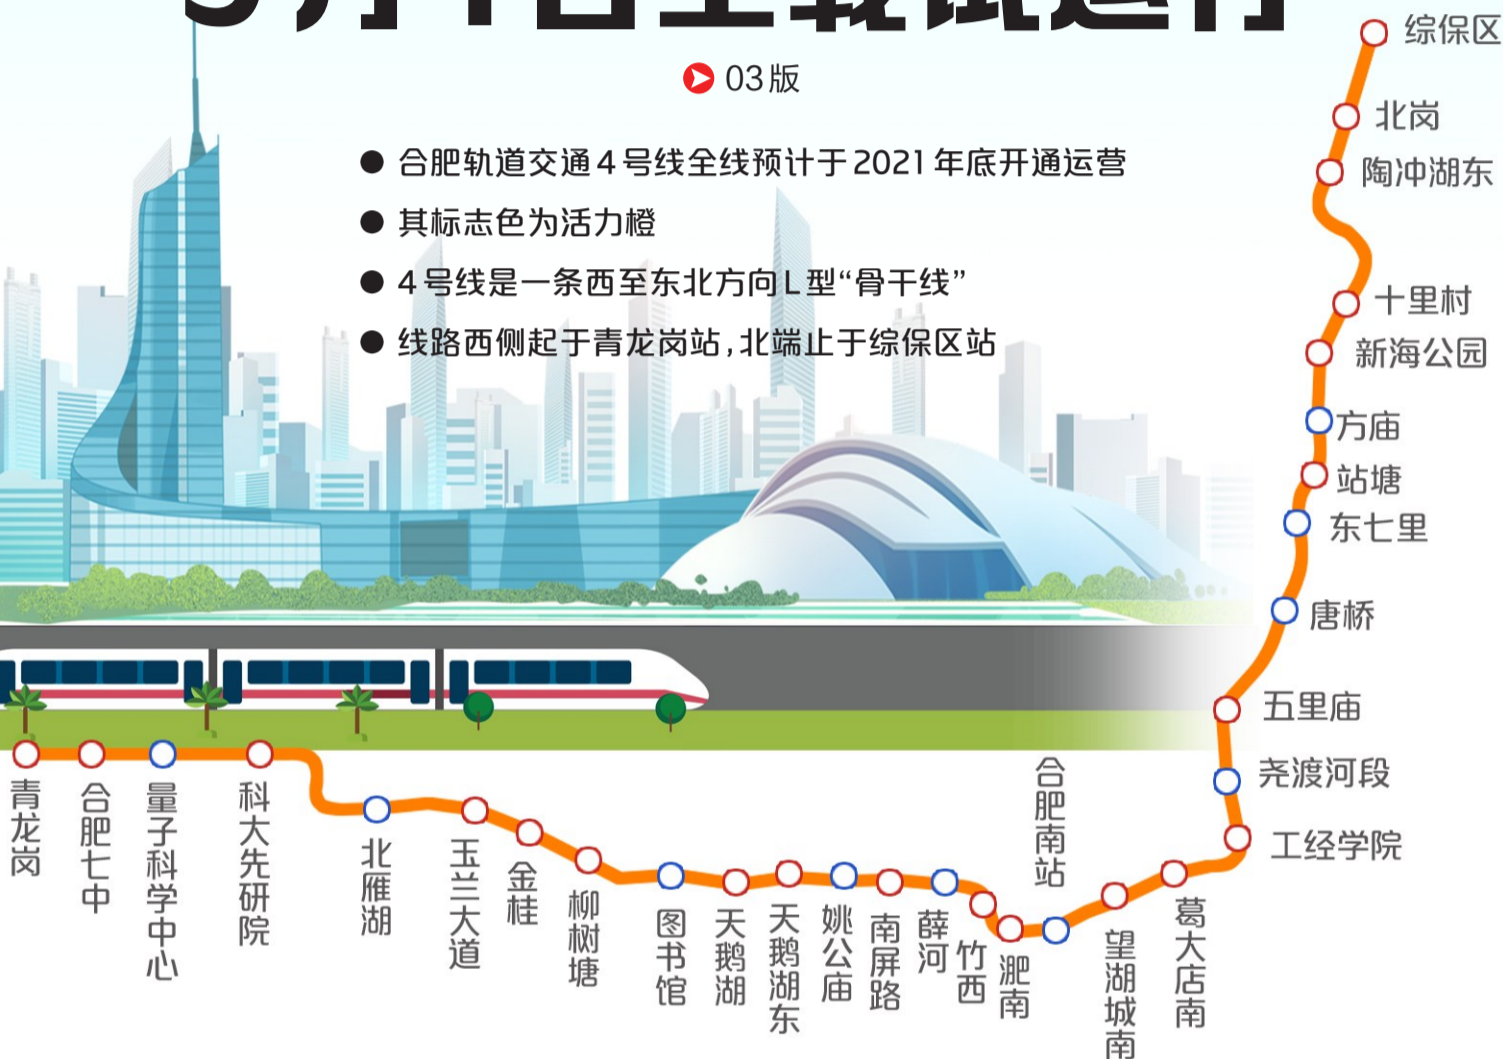 03版
● 合肥轨道交通4号线全线预计于2021年底开通运营
● 其标志色为活力橙
● 4号线是一条西至东北方向L型“骨干线”
● 线路西侧起于青龙岗站,北端止于综保区站
综保区
北岗
陶冲湖东
十里村
新海公园
方庙
站塘
东七里
唐桥
五里庙
尧渡河段
工经学院
青龙岗
合肥七中
量子科学中心
科大先研院
北雁湖
玉兰大道
金桂
柳树塘
图书馆
天鹅湖
天鹅湖东
姚公庙
南屏路
薛河
竹西
淝南
合肥南站
望湖城南
葛大店南